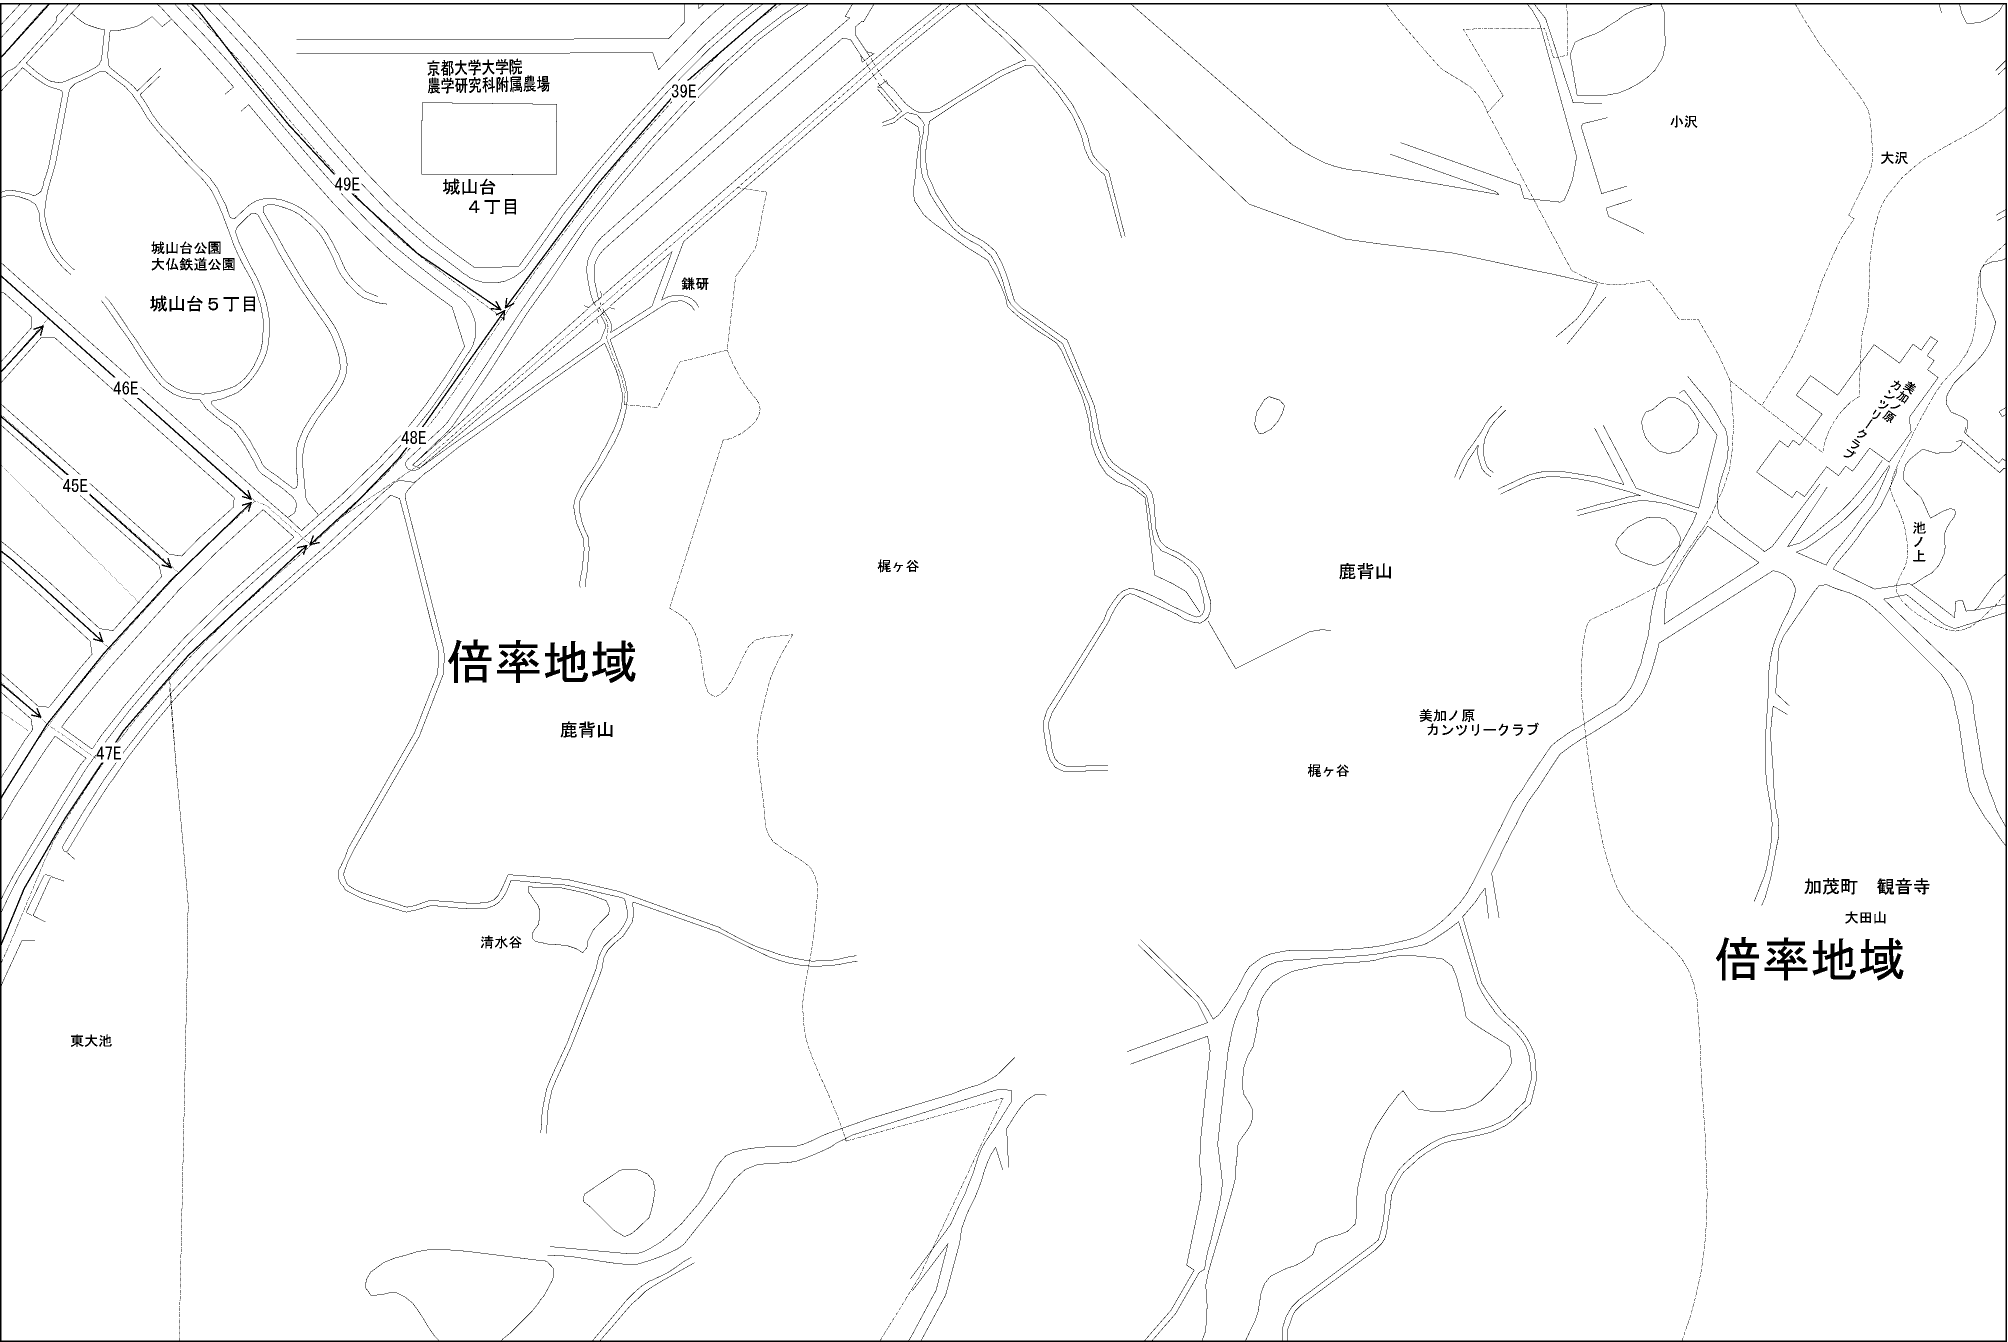 京都大学大学院
農学研究科附属農場
39E
小沢
大沢
49E
城山台
４丁目
城山台公園
大仏鉄道公園
鎌研
城山台５丁目
46E
美加ノ原
カンツリークラブ
48E
45E
池ノ上
梶ヶ谷
鹿背山
倍率地域
鹿背山
美加ノ原
カンツリークラブ
47E
梶ヶ谷
加茂町　観音寺
大田山
清水谷
倍率地域
東大池